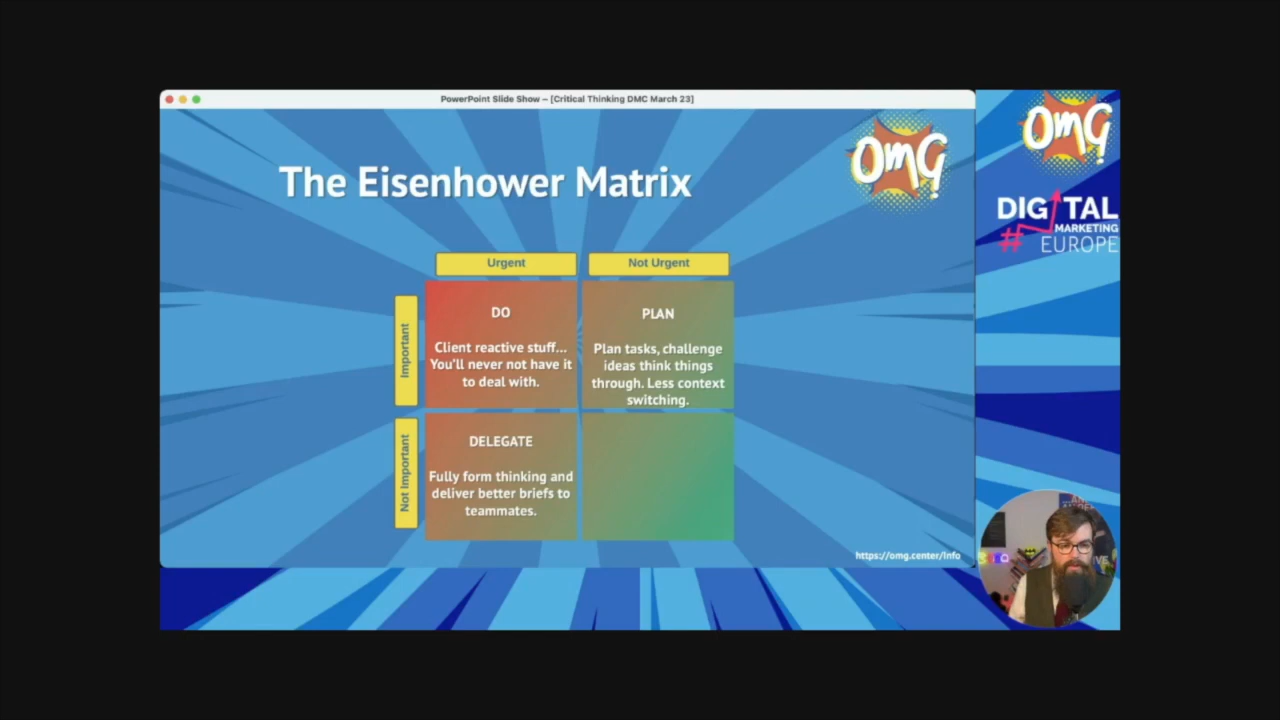 PowerPoint Slide Show – [Critical Thinking DMC March 23]
OMG
OMG
The Eisenhower Matrix
DIGITAL
MARKETING
# EUROPE
Urgent
Not Urgent
Important
DO
Client reactive stuff...
You'll never not have it
to deal with.
PLAN
Plan tasks, challenge
ideas think things
through. Less context
switching.
Not Important
DELEGATE
Fully form thinking and
deliver better briefs to
teammates.
https://omg.center/info